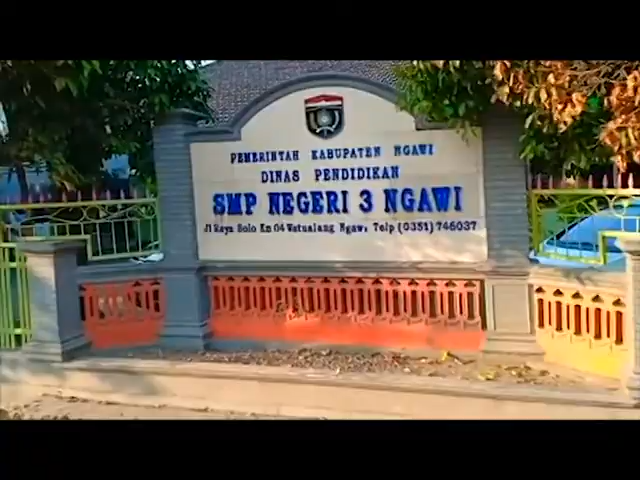 PEMERINTAH KABUPATEN NGAWI
DINAS PENDIDIKAN
SMP NEGERI 3 NGAWI
Jl Raya Solo Km 04 Watualang Ngawi Telp (0351) 746037